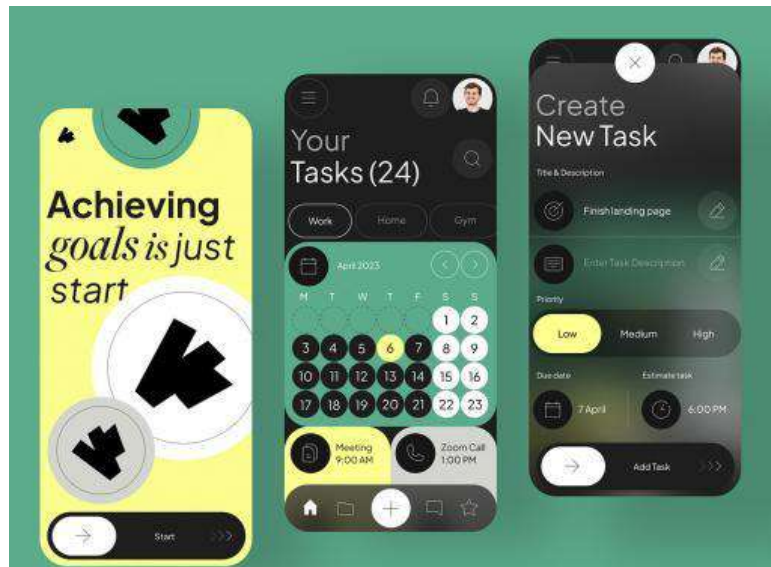 Achieving
goals is just
start
Start
Your
Tasks (24)
Work Home Gym
April 2023
M T W T F S S
1 2
3 4 5 6 7 8 9
10 11 12 13 14 15 16
17 18 19 20 21 22 23
Meeting
9:00 AM
Zoom Call
1:00 PM
Create
New Task
Title & Description
Finish landing page
Enter Task Description
Priority
Low Medium High
Due date Estimate task
7 April 6:00 PM
Add Task